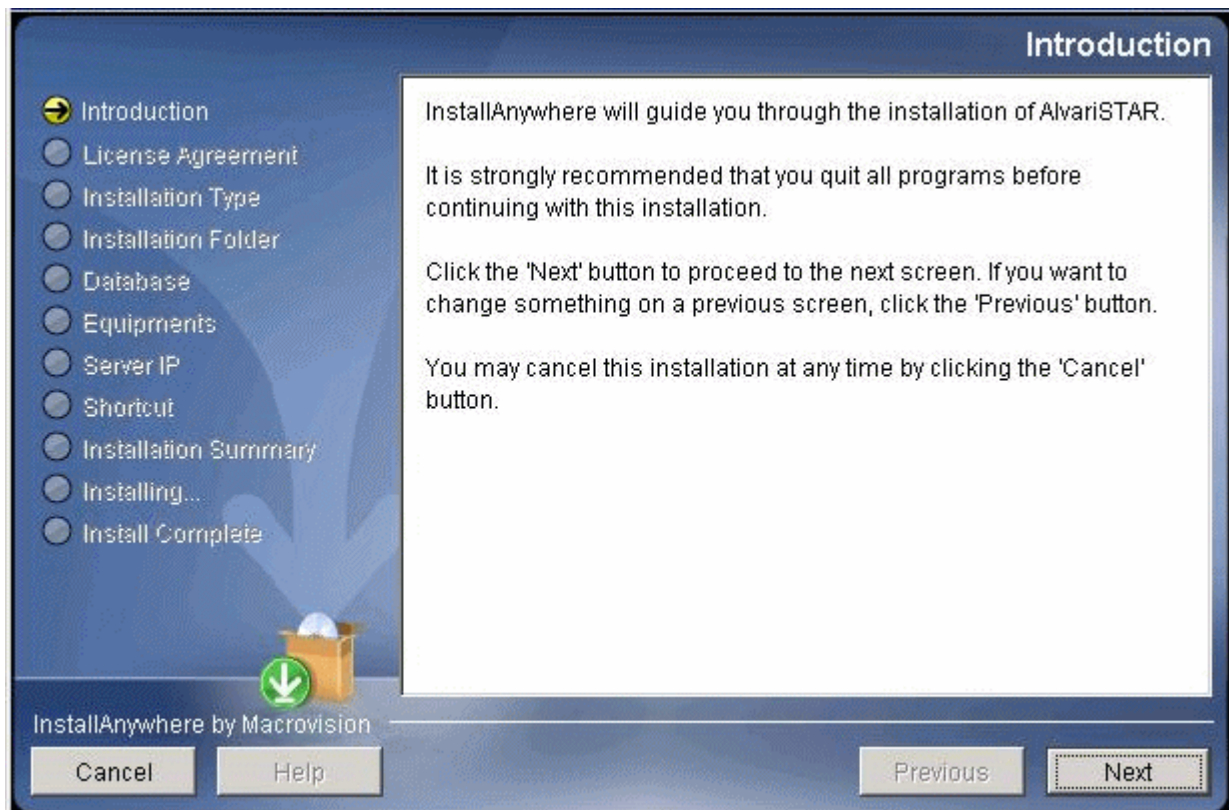 Introduction
Introduction
License Agreement
Installation Type
Installation Folder
Database
Equipments
Server IP
Shortcut
Installation Summary
Installing...
Install Complete
InstallAnywhere will guide you through the installation of AlvariSTAR.
It is strongly recommended that you quit all programs before
continuing with this installation.
Click the 'Next' button to proceed to the next screen. If you want to
change something on a previous screen, click the 'Previous' button.
You may cancel this installation at any time by clicking the 'Cancel'
button.
InstallAnywhere by Macrovision
Cancel
Help
Previous
Next